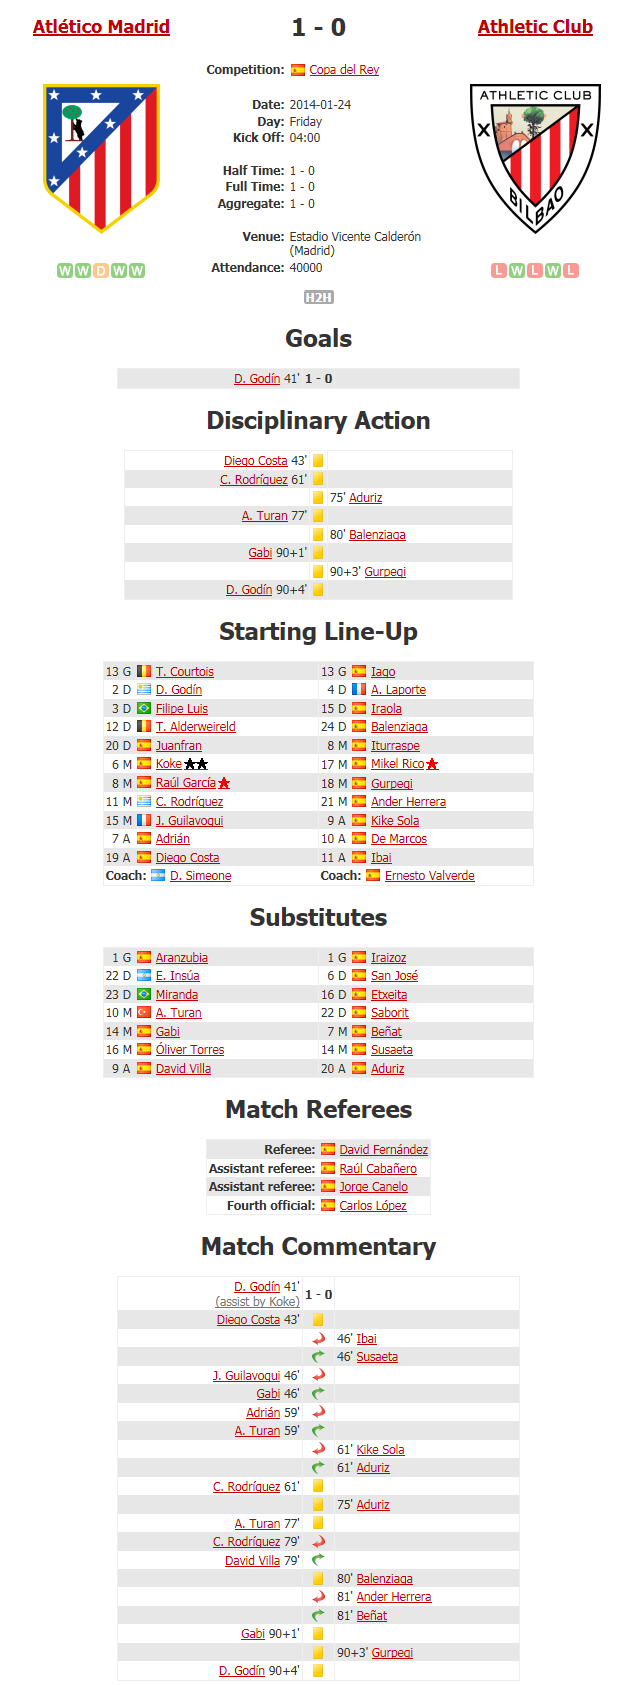 Atlético Madrid 1 - 0 Athletic Club
Competition: Copa del Rey
ATHLETIC CLUB
BILBAO
Date: 2014-01-24
Day: Friday
Kick Off: 04:00
Half Time: 1 - 0
Full Time: 1 - 0
Aggregate: 1 - 0
Venue: Estadio Vicente Calderón
(Madrid)
Attendance: 40000
W W D W W
L W L W L
H2H
Goals
D. Godín 41' 1 - 0
Disciplinary Action
Diego Costa 43'
C. Rodríguez 61'
75' Aduriz
A. Turan 77'
80' Balenziaga
Gabi 90+1'
90+3' Gurpegi
D. Godín 90+4'
Starting Line-Up
13 G T. Courtois 13 G Iago
2 D D. Godín 4 D A. Laporte
3 D Filipe Luis 15 D Iraola
12 D T. Alderweireld 24 D Balenziaga
20 D Juanfran 8 M Iturraspe
6 M Koke 17 M Mikel Rico
8 M Raúl García 18 M Gurpegi
11 M C. Rodríguez 21 M Ander Herrera
15 M J. Guilavogui 9 A Kike Sola
7 A Adrián 10 A De Marcos
19 A Diego Costa 11 A Ibai
Coach: D. Simeone Coach: Ernesto Valverde
Substitutes
1 G Aranzubia 1 G Iraizoz
22 D E. Insúa 6 D San José
23 D Miranda 16 D Etxeita
10 M A. Turan 22 D Saborit
14 M Gabi 7 M Beñat
16 M Óliver Torres 14 M Susaeta
9 A David Villa 20 A Aduriz
Match Referees
Referee: David Fernández
Assistant referee: Raúl Cabañero
Assistant referee: Jorge Canelo
Fourth official: Carlos López
Match Commentary
D. Godín 41' 1 - 0
(assist by Koke)
Diego Costa 43'
46' Ibai
46' Susaeta
J. Guilavogui 46'
Gabi 46'
Adrián 59'
A. Turan 59'
61' Kike Sola
61' Aduriz
C. Rodríguez 61'
75' Aduriz
A. Turan 77'
C. Rodríguez 79'
David Villa 79'
80' Balenziaga
81' Ander Herrera
81' Beñat
Gabi 90+1'
90+3' Gurpegi
D. Godín 90+4'